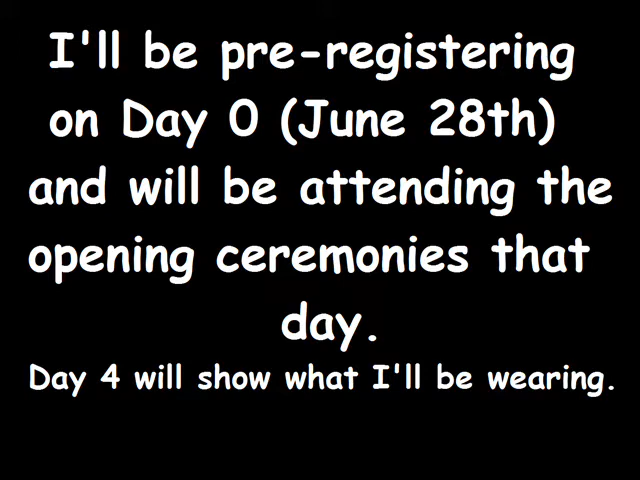 I'll be pre-registering
on Day 0 (June 28th)
and will be attending the
opening ceremonies that
day.
Day 4 will show what I'll be wearing.